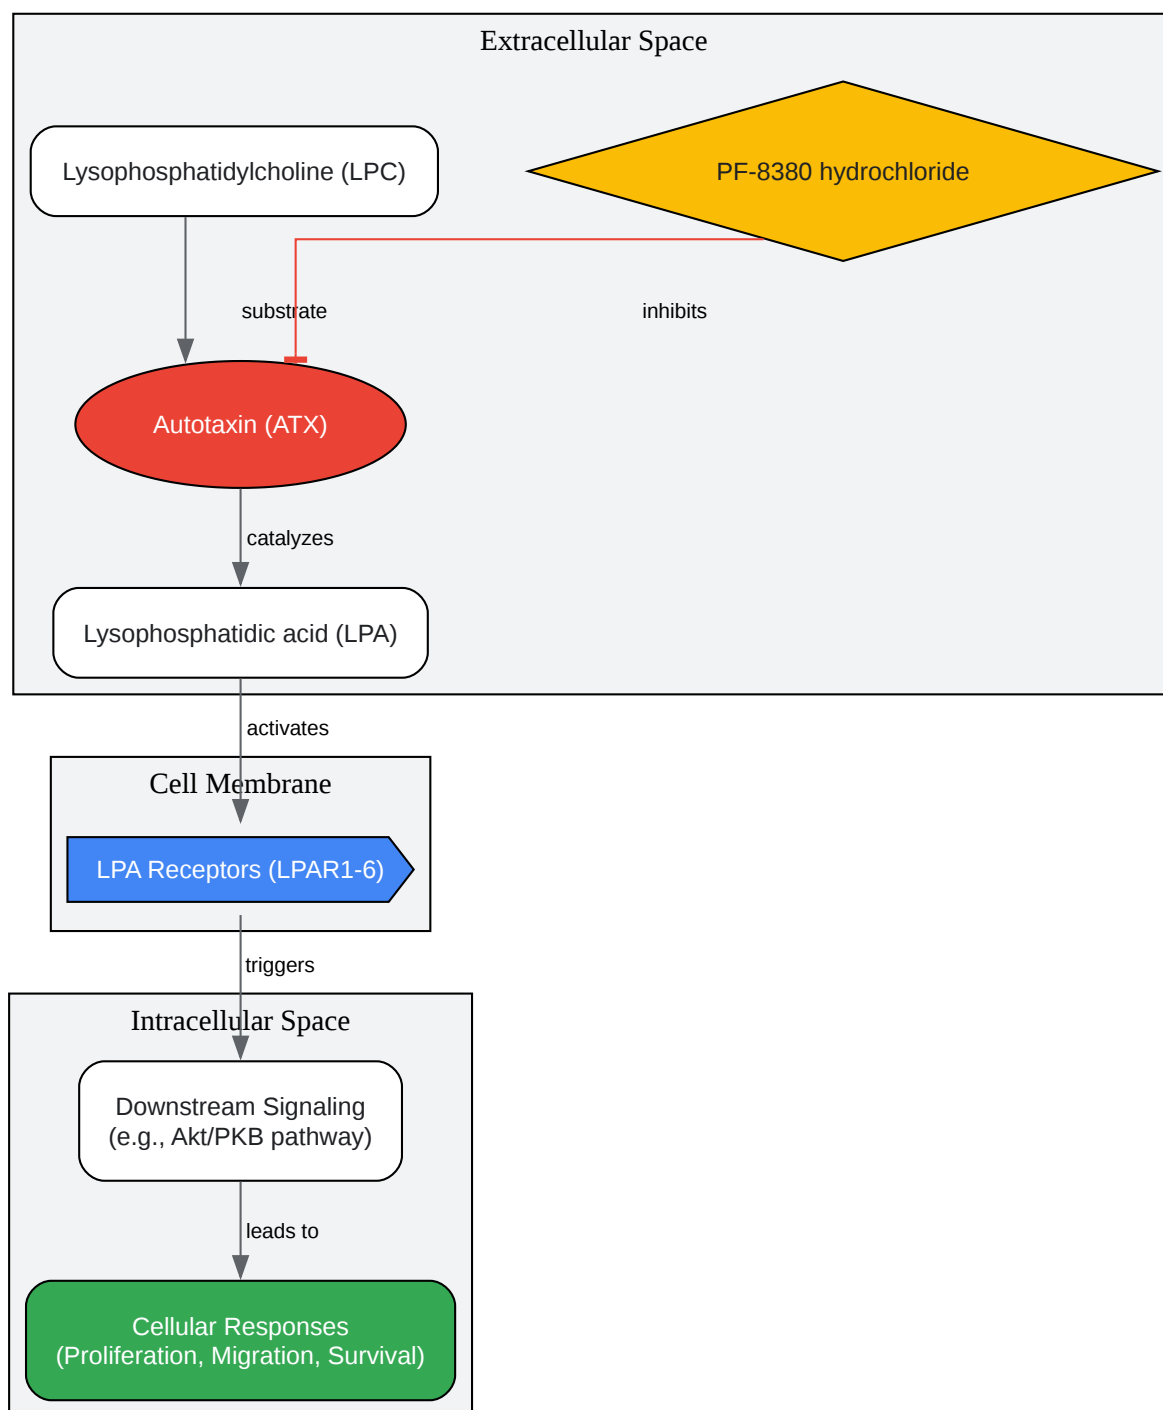 Extracellular Space
Lysophosphatidylcholine (LPC)
PF-8380 hydrochloride
substrate
inhibits
Autotaxin (ATX)
catalyzes
Lysophosphatidic acid (LPA)
activates
Cell Membrane
LPA Receptors (LPAR1-6)
triggers
Intracellular Space
Downstream Signaling
(e.g., Akt/PKB pathway)
leads to
Cellular Responses
(Proliferation, Migration, Survival)